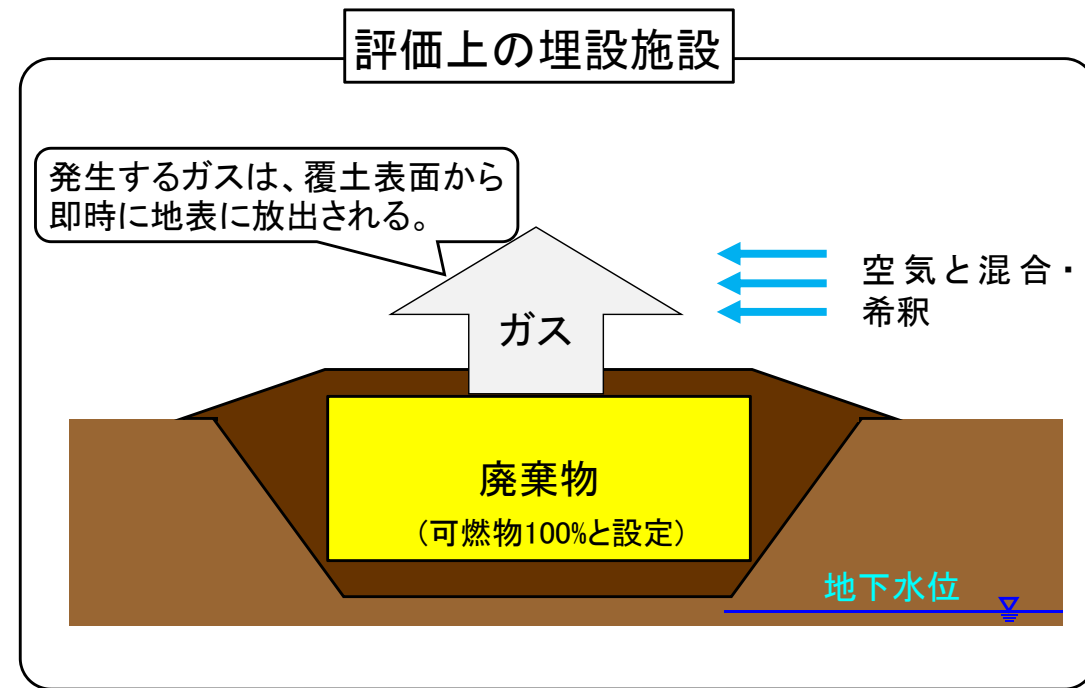 評価上の埋設施設
発生するガスは、覆土表面から
即時に地表に放出される。
空気と混合・
希釈
ガス
廃棄物
（可燃物100%と設定）
地下水位